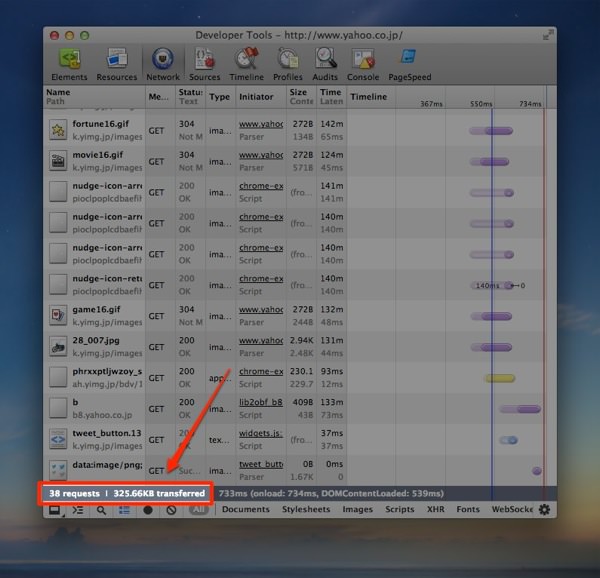 Developer Tools – http://www.yahoo.co.jp/
Elements Resources Network Sources Timeline Profiles Audits Console PageSpeed
Name Me... Status Type Initiator Size Time Timeline
Path Text Conte Laten 367ms 550ms 734ms
fortune16.gif GET 304 ima... www.yahoo 272B 142m
k.yimg.jp/images Not M Parser 134B 65ms
movie16.gif GET 304 ima... www.yahoo 272B 124m
k.yimg.jp/images Not M Parser 571B 45ms
nudge-icon-arre GET 200 ima... chrome-ex (fro... 141m
pioclpoplcdbaefih OK Script 141m
nudge-icon-arre GET 200 ima... chrome-ex (fro... 140m
pioclpoplcdbaefih OK Script 140m
nudge-icon-arre GET 200 ima... chrome-ex (fro... 140m
pioclpoplcdbaefih OK Script 140m
nudge-icon-retu GET 200 ima... chrome-ex (fro... 140m 140ms 0
pioclpoplcdbaefih OK Script 140m
game16.gif GET 304 ima... www.yahoo 272B 132m
k.yimg.jp/images Not M Parser 244B 48ms
28_007.jpg GET 200 ima... www.yahoo 2.94K 131m
k.yimg.jp/images OK Parser 2.48K 44ms
phrxxptljwzoy_s GET 200 app... chrome-ex 230.1 93ms
ah.yimg.jp/bdv/1 OK Script 229.7 12ms
b GET 200 ima... lib2obf_b8 409B 133m
b8.yahoo.co.jp OK Script 43B 73ms
tweet_button.13 GET 200 tex... widgets.js: (fro... 37ms
k.yimg.jp/images OK Script 37ms
data:image/png; GET Suc... ima... tweet_butt 0B 0ms
Parser 1.67K 0ms
38 requests | 325.66KB transferred | 733ms (onload: 734ms, DOMContentLoaded: 539ms)
All Documents Stylesheets Images Scripts XHR Fonts WebSocke